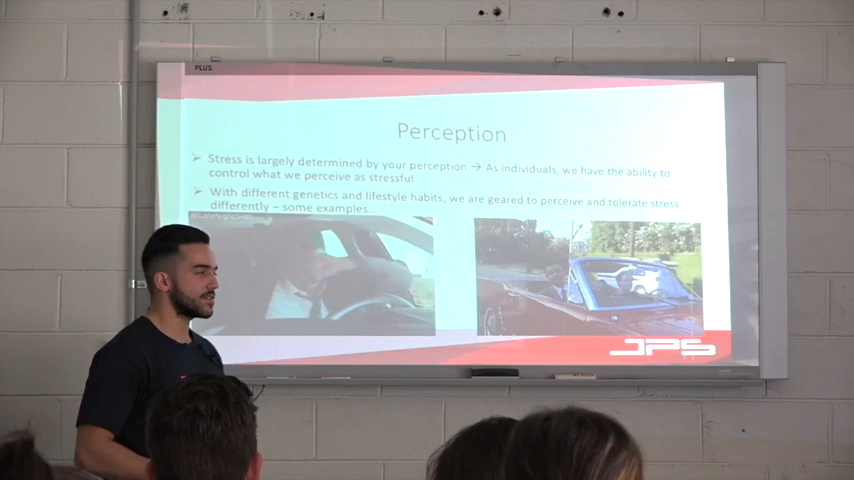 PLUS
Perception
➢ Stress is largely determined by your perception → As individuals, we have the ability to
control what we perceive as stressful
➢ With different genetics and lifestyle habits, we are geared to perceive and tolerate stress
differently – some examples...
JPS